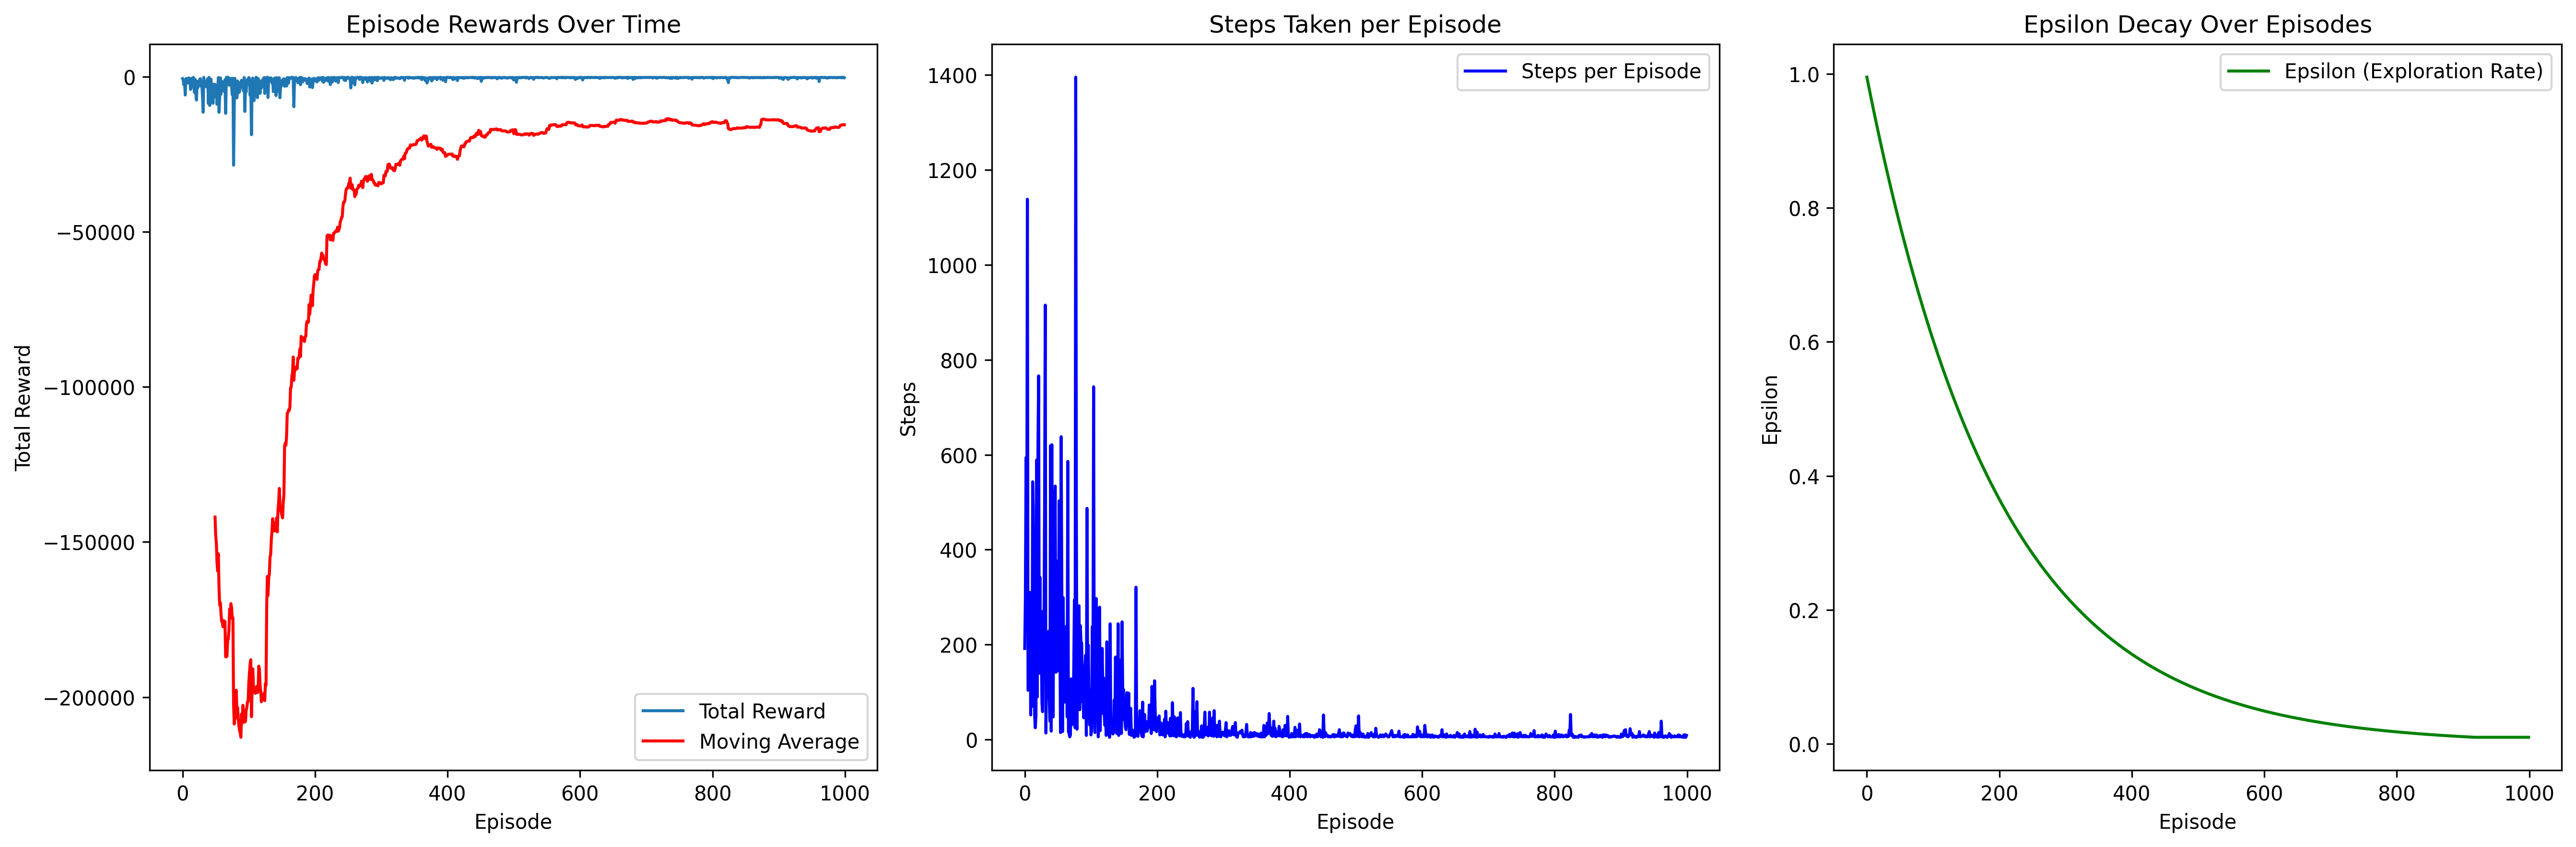 Episode Rewards Over Time
Total Reward
0
−50000
−100000
−150000
−200000
Total Reward
Moving Average
0 200 400 600 800 1000
Episode
Steps Taken per Episode
Steps
1400
1200
1000
800
600
400
200
0
Steps per Episode
0 200 400 600 800 1000
Episode
Epsilon Decay Over Episodes
Epsilon
1.0
0.8
0.6
0.4
0.2
0.0
Epsilon (Exploration Rate)
0 200 400 600 800 1000
Episode